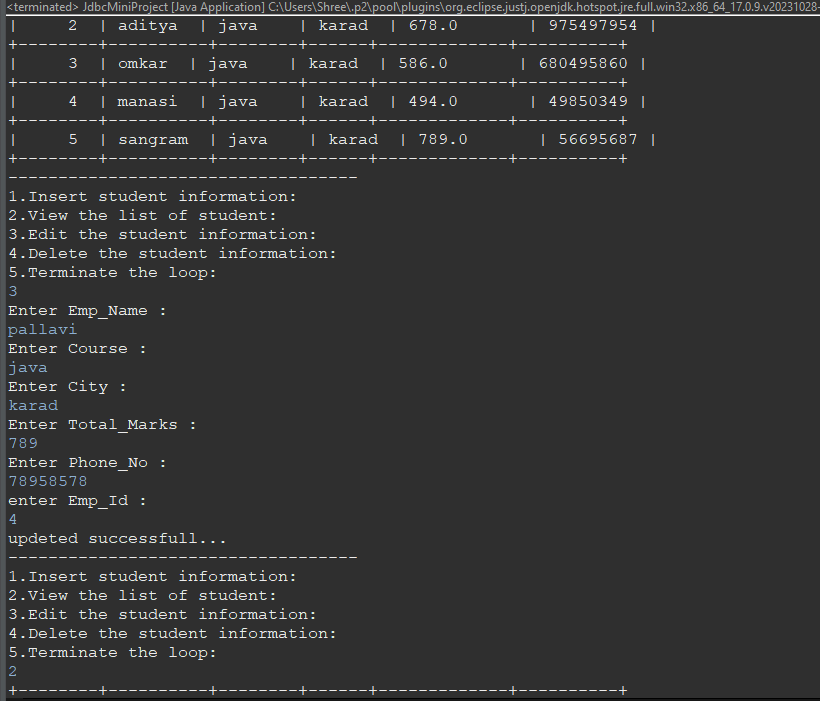 <terminated> JdbcMiniProject [Java Application] C:\Users\Shree\.p2\pool\plugins\org.eclipse.justj.openjdk.hotspot.jre.full.win32.x86_64_17.0.9.v20231028-
|     2  | aditya  | java    | karad  | 678.0       | 975497954 |
+--------+----------+--------+------+-------------+----------+
|     3  | omkar  | java    | karad  | 586.0       | 680495860 |
+--------+----------+--------+------+-------------+----------+
|     4  | manasi  | java    | karad  | 494.0       | 49850349 |
+--------+----------+--------+------+-------------+----------+
|     5  | sangram  | java    | karad  | 789.0       | 56695687 |
+--------+----------+--------+------+-------------+----------+
-----------------------------------
1.Insert student information:
2.View the list of student:
3.Edit the student information:
4.Delete the student information:
5.Terminate the loop:
3
Enter Emp_Name :
pallavi
Enter Course :
java
Enter City :
karad
Enter Total_Marks :
789
Enter Phone_No :
78958578
enter Emp_Id :
4
updeted successfull...
-----------------------------------
1.Insert student information:
2.View the list of student:
3.Edit the student information:
4.Delete the student information:
5.Terminate the loop:
2
+--------+----------+--------+------+-------------+----------+